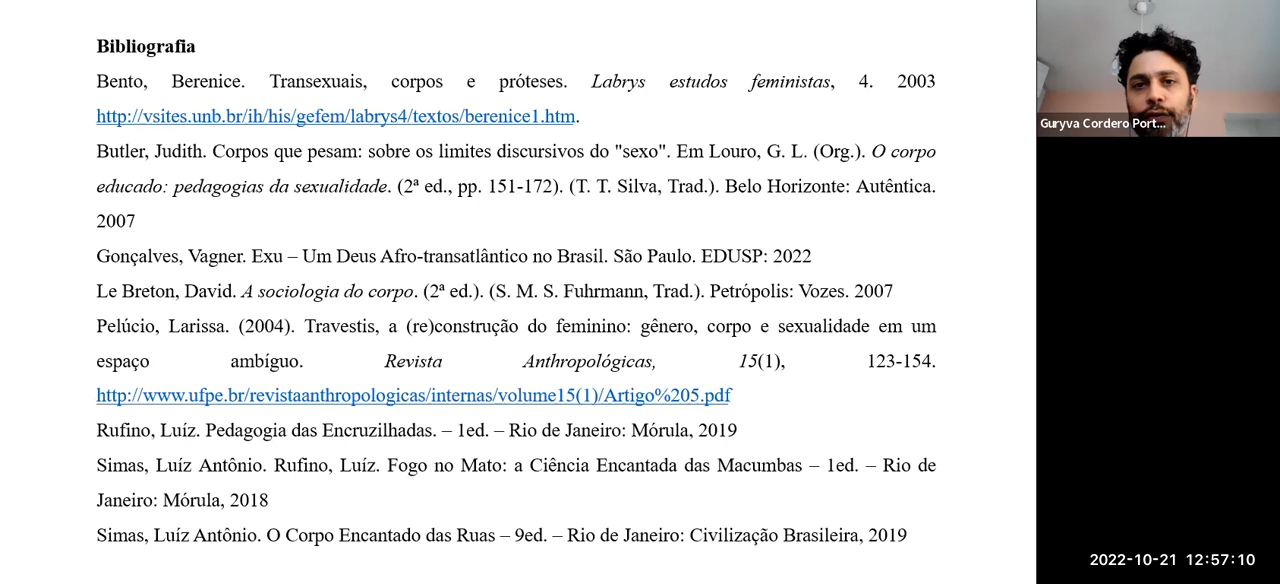 Bibliografia
Bento, Berenice. Transexuais, corpos e próteses. Labrys estudos feministas, 4. 2003
http://vsites.unb.br/ih/his/gefem/labrys4/textos/berenice1.htm.
Butler, Judith. Corpos que pesam: sobre os limites discursivos do "sexo". Em Louro, G. L. (Org.). O corpo
educado: pedagogias da sexualidade. (2ª ed., pp. 151-172). (T. T. Silva, Trad.). Belo Horizonte: Autêntica.
2007
Gonçalves, Vagner. Exu – Um Deus Afro-transatlântico no Brasil. São Paulo. EDUSP: 2022
Le Breton, David. A sociologia do corpo. (2ª ed.). (S. M. S. Fuhrmann, Trad.). Petrópolis: Vozes. 2007
Pelúcio, Larissa. (2004). Travestis, a (re)construção do feminino: gênero, corpo e sexualidade em um
espaço ambíguo. Revista Anthropológicas, 15(1), 123-154.
http://www.ufpe.br/revistaanthropologicas/internas/volume15(1)/Artigo%205.pdf
Rufino, Luíz. Pedagogia das Encruzilhadas. – 1ed. – Rio de Janeiro: Mórula, 2019
Simas, Luíz Antônio. Rufino, Luíz. Fogo no Mato: a Ciência Encantada das Macumbas – 1ed. – Rio de
Janeiro: Mórula, 2018
Simas, Luíz Antônio. O Corpo Encantado das Ruas – 9ed. – Rio de Janeiro: Civilização Brasileira, 2019
Guryva Cordero Port...
2022-10-21 12:57:10